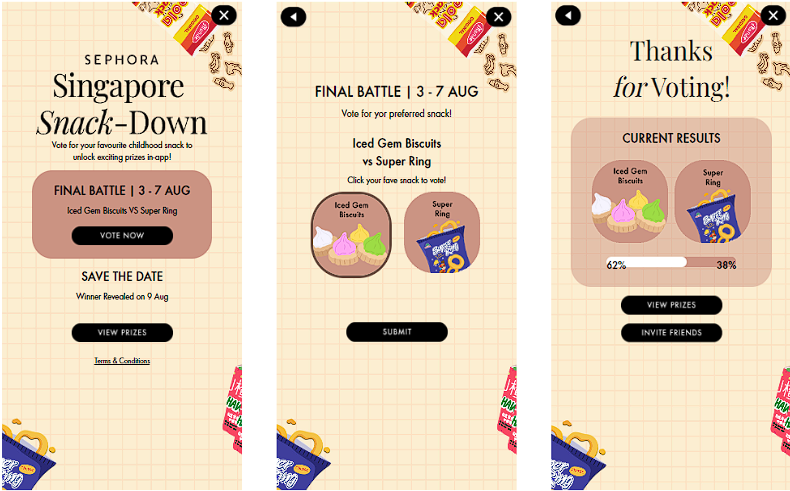 SEPHORA
Singapore
Snack-Down
Vote for your favourite childhood snack to
unlock exciting prizes in-app!
FINAL BATTLE | 3 - 7 AUG
Iced Gem Biscuits VS Super Ring
VOTE NOW
SAVE THE DATE
Winner Revealed on 9 Aug
VIEW PRIZES
Terms & Conditions
FINAL BATTLE | 3 - 7 AUG
Vote for yor preferred snack!
Iced Gem Biscuits
vs Super Ring
Click your fave snack to vote!
Iced Gem
Biscuits
Super
Ring
SUBMIT
Thanks
for Voting!
CURRENT RESULTS
Iced Gem
Biscuits
Super
Ring
62%
38%
VIEW PRIZES
INVITE FRIENDS